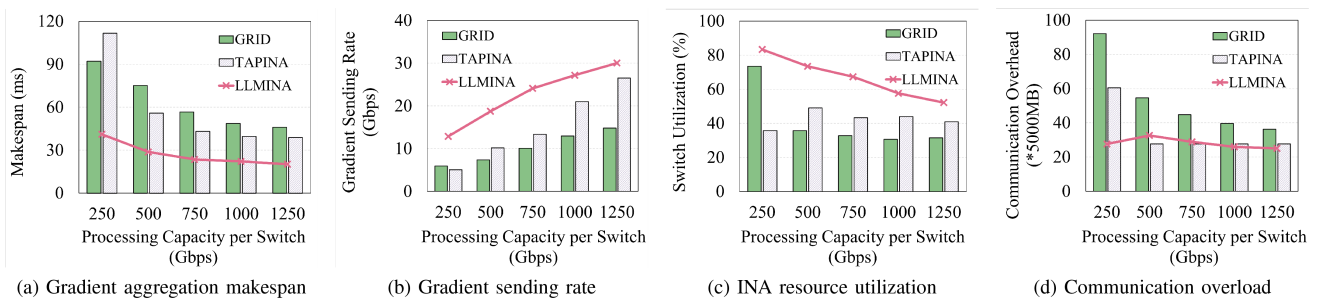 120
90
60
30
0
Makespan (ms)
GRID
TAPINA
LLMINA
250 500 750 1000 1250
Processing Capacity per Switch
(Gbps)
(a) Gradient aggregation makespan
40
30
20
10
0
Gradient Sending Rate
(Gbps)
GRID
TAPINA
LLMINA
250 500 750 1000 1250
Processing Capacity per Switch
(Gbps)
(b) Gradient sending rate
100
80
60
40
20
0
Switch Utilization (%)
GRID
TAPINA
LLMINA
250 500 750 1000 1250
Processing Capacity per Switch
(Gbps)
(c) INA resource utilization
100
80
60
40
20
0
Communication Overhead
(*5000MB)
GRID
TAPINA
LLMINA
250 500 750 1000 1250
Processing Capacity per Switch
(Gbps)
(d) Communication overload